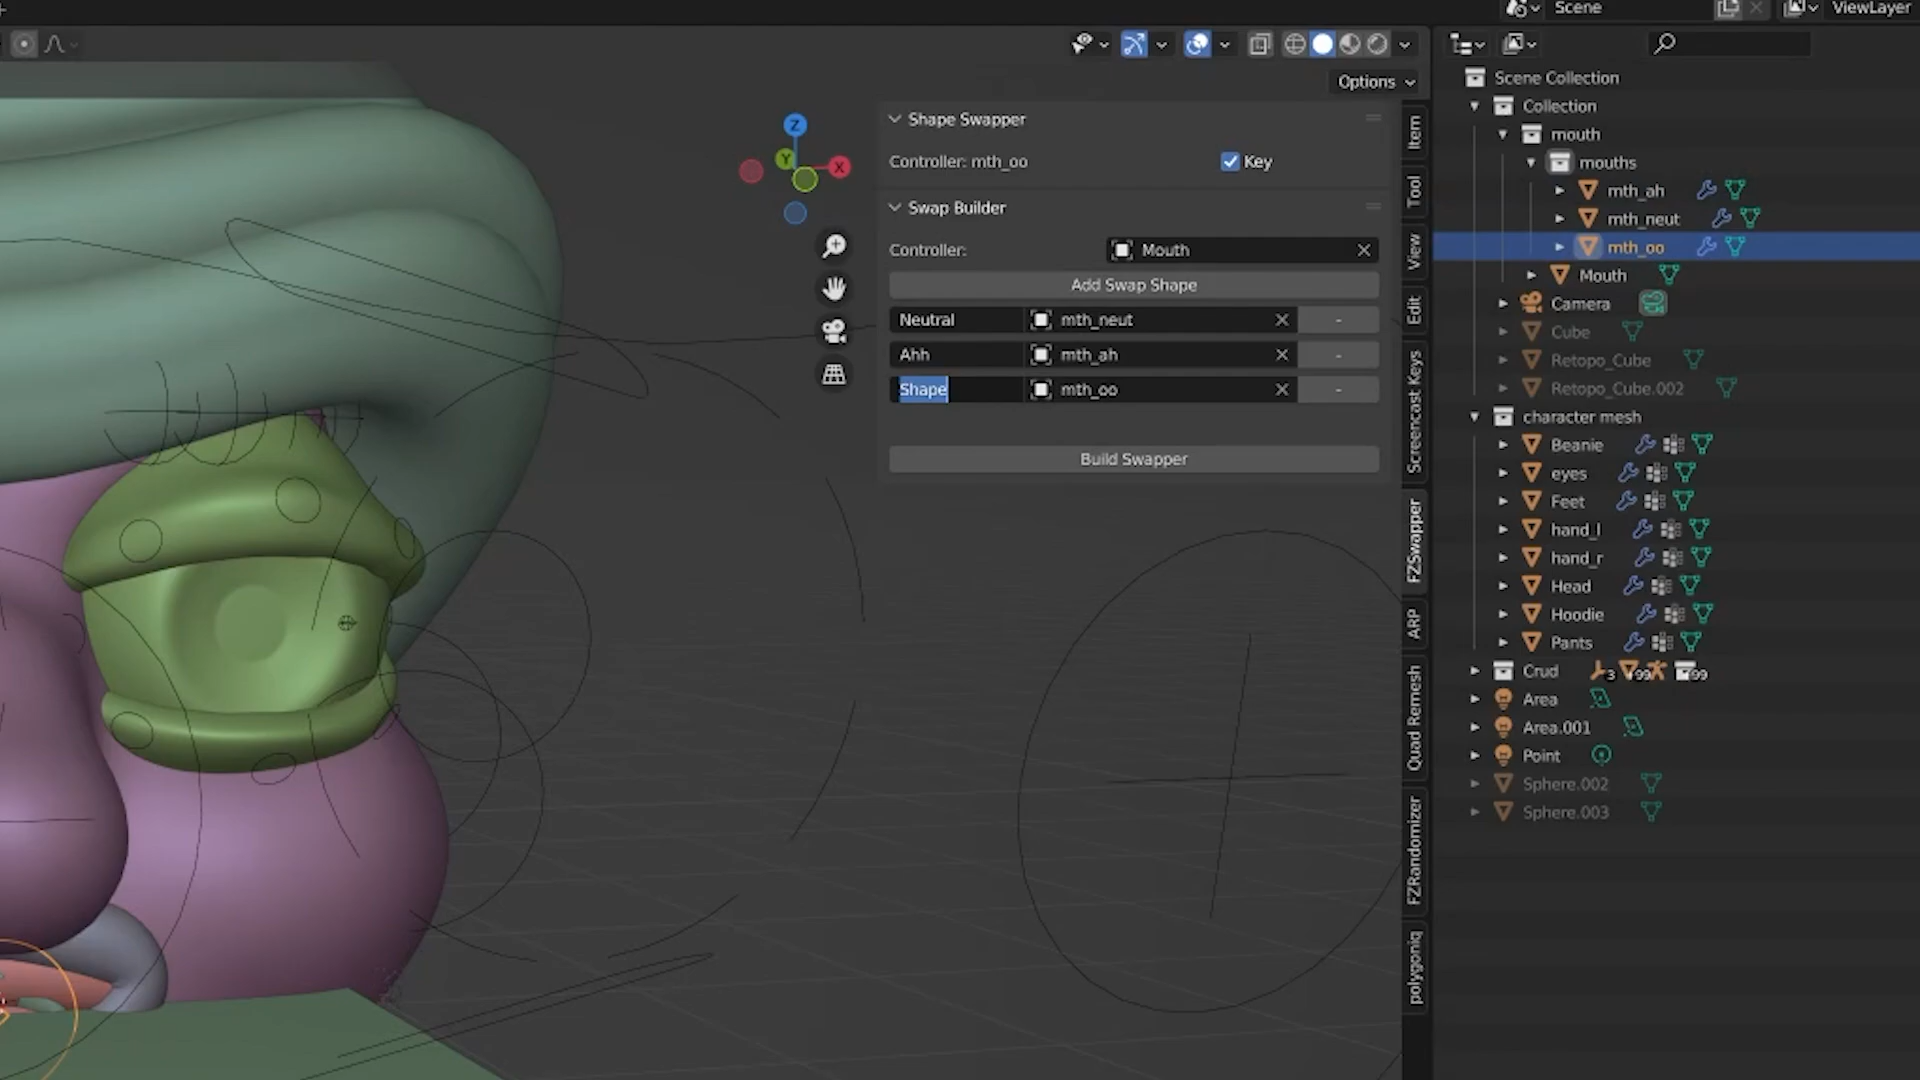 Scene
ViewLayer
Options
Scene Collection
Collection
mouth
mouths
mth_ah
mth_neut
mth_oo
Mouth
Camera
Cube
Retopo_Cube
Retopo_Cube.002
character mesh
Beanie
eyes
Feet
hand_l
hand_r
Head
Hoodie
Pants
Crud
3
99
99
Area
Area.001
Point
Sphere.002
Sphere.003
Shape Swapper
Controller: mth_oo
Key
Swap Builder
Controller:
Mouth
Add Swap Shape
Neutral mth_neut -
Ahh mth_ah -
Shape mth_oo -
Build Swapper
Z
Y
X
Item
Tool
View
Edit
Screencast Keys
FZSwapper
ARP
Quad Remesh
FZRandomizer
polygoniq